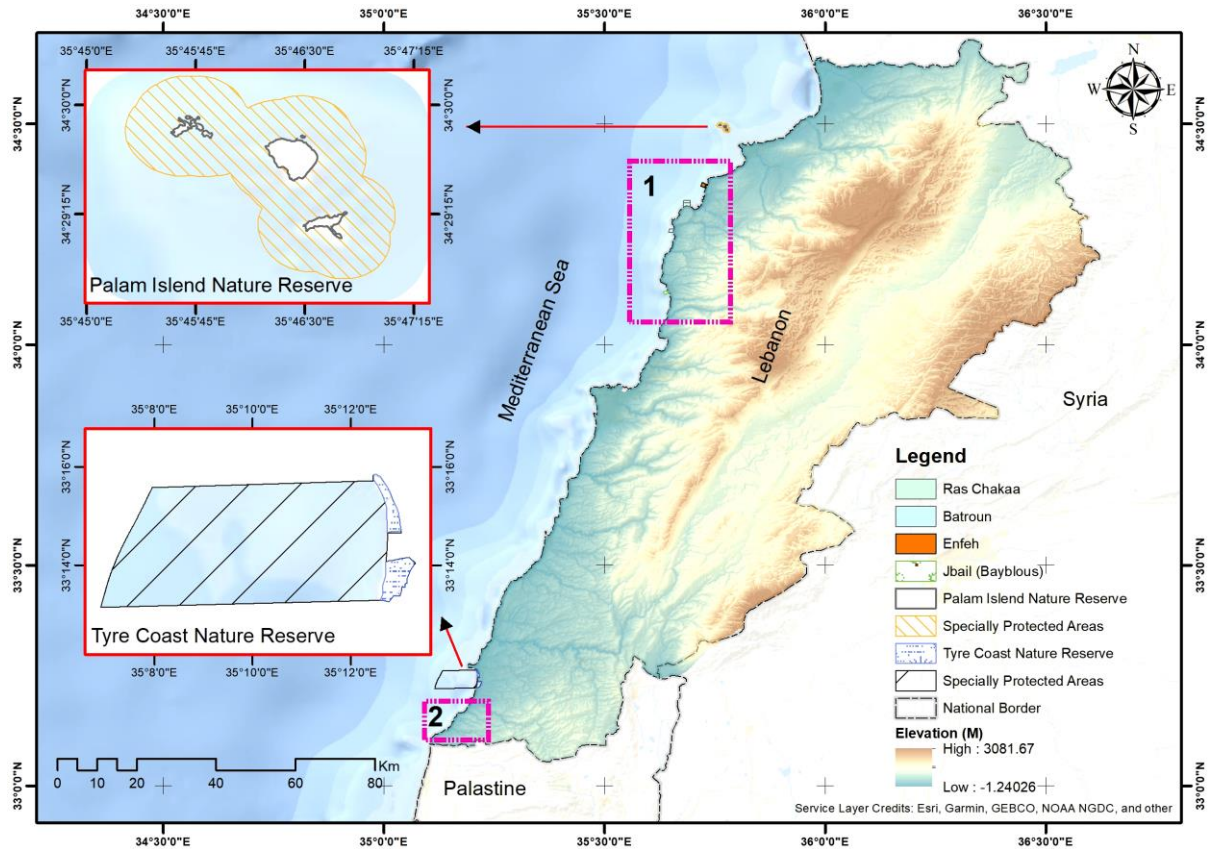 34°30'0"E 35°0'0"E 35°30'0"E 36°0'0"E 36°30'0"E
35°45'0"E 35°45'45"E 35°46'30"E 35°47'15"E
34°30'0"N
34°29'15"N
34°30'0"N
34°29'15"N
Palam Islend Nature Reserve
35°45'0"E 35°45'45"E 35°46'30"E 35°47'15"E
34°30'0"N
34°0'0"N
33°30'0"N
33°0'0"N
34°30'0"N
34°0'0"N
33°30'0"N
33°0'0"N
N
W E
S
1
Mediterranean Sea
Lebanon
Syria
35°8'0"E 35°10'0"E 35°12'0"E
33°16'0"N
33°14'0"N
33°16'0"N
33°14'0"N
Tyre Coast Nature Reserve
35°8'0"E 35°10'0"E 35°12'0"E
2
Palastine
0 5 10 20 40 60 80
Km
Legend
Ras Chakaa
Batroun
Enfeh
Jbail (Bayblous)
Palam Island Nature Reserve
Specially Protected Areas
Tyre Coast Nature Reserve
Specially Protected Areas
National Border
Elevation (M)
High : 3081.67
Low : -1.24026
Service Layer Credits: Esri, Garmin, GEBCO, NOAA NGDC, and other
34°30'0"E 35°0'0"E 35°30'0"E 36°0'0"E 36°30'0"E